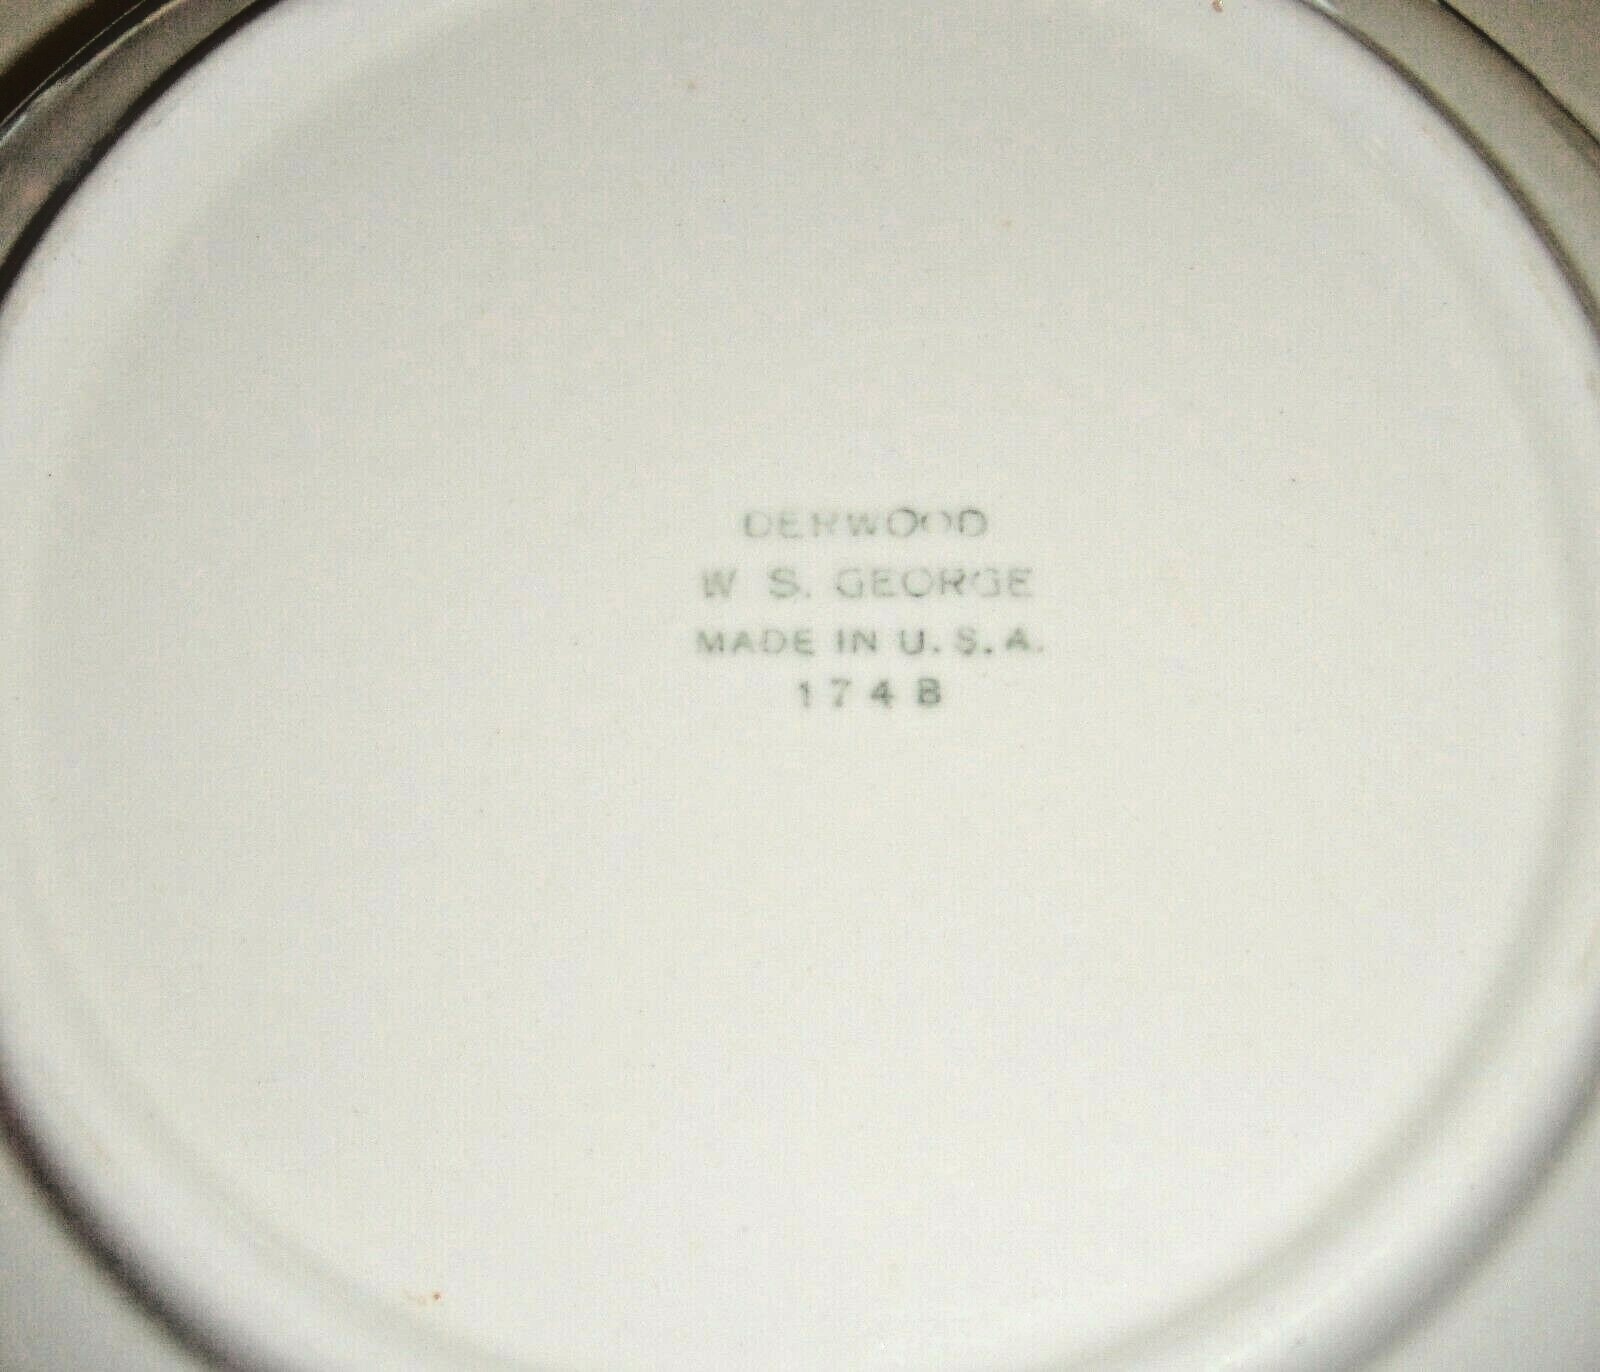 DERWOOD
W S. GEORGE
MADE IN U.S.A.
174B